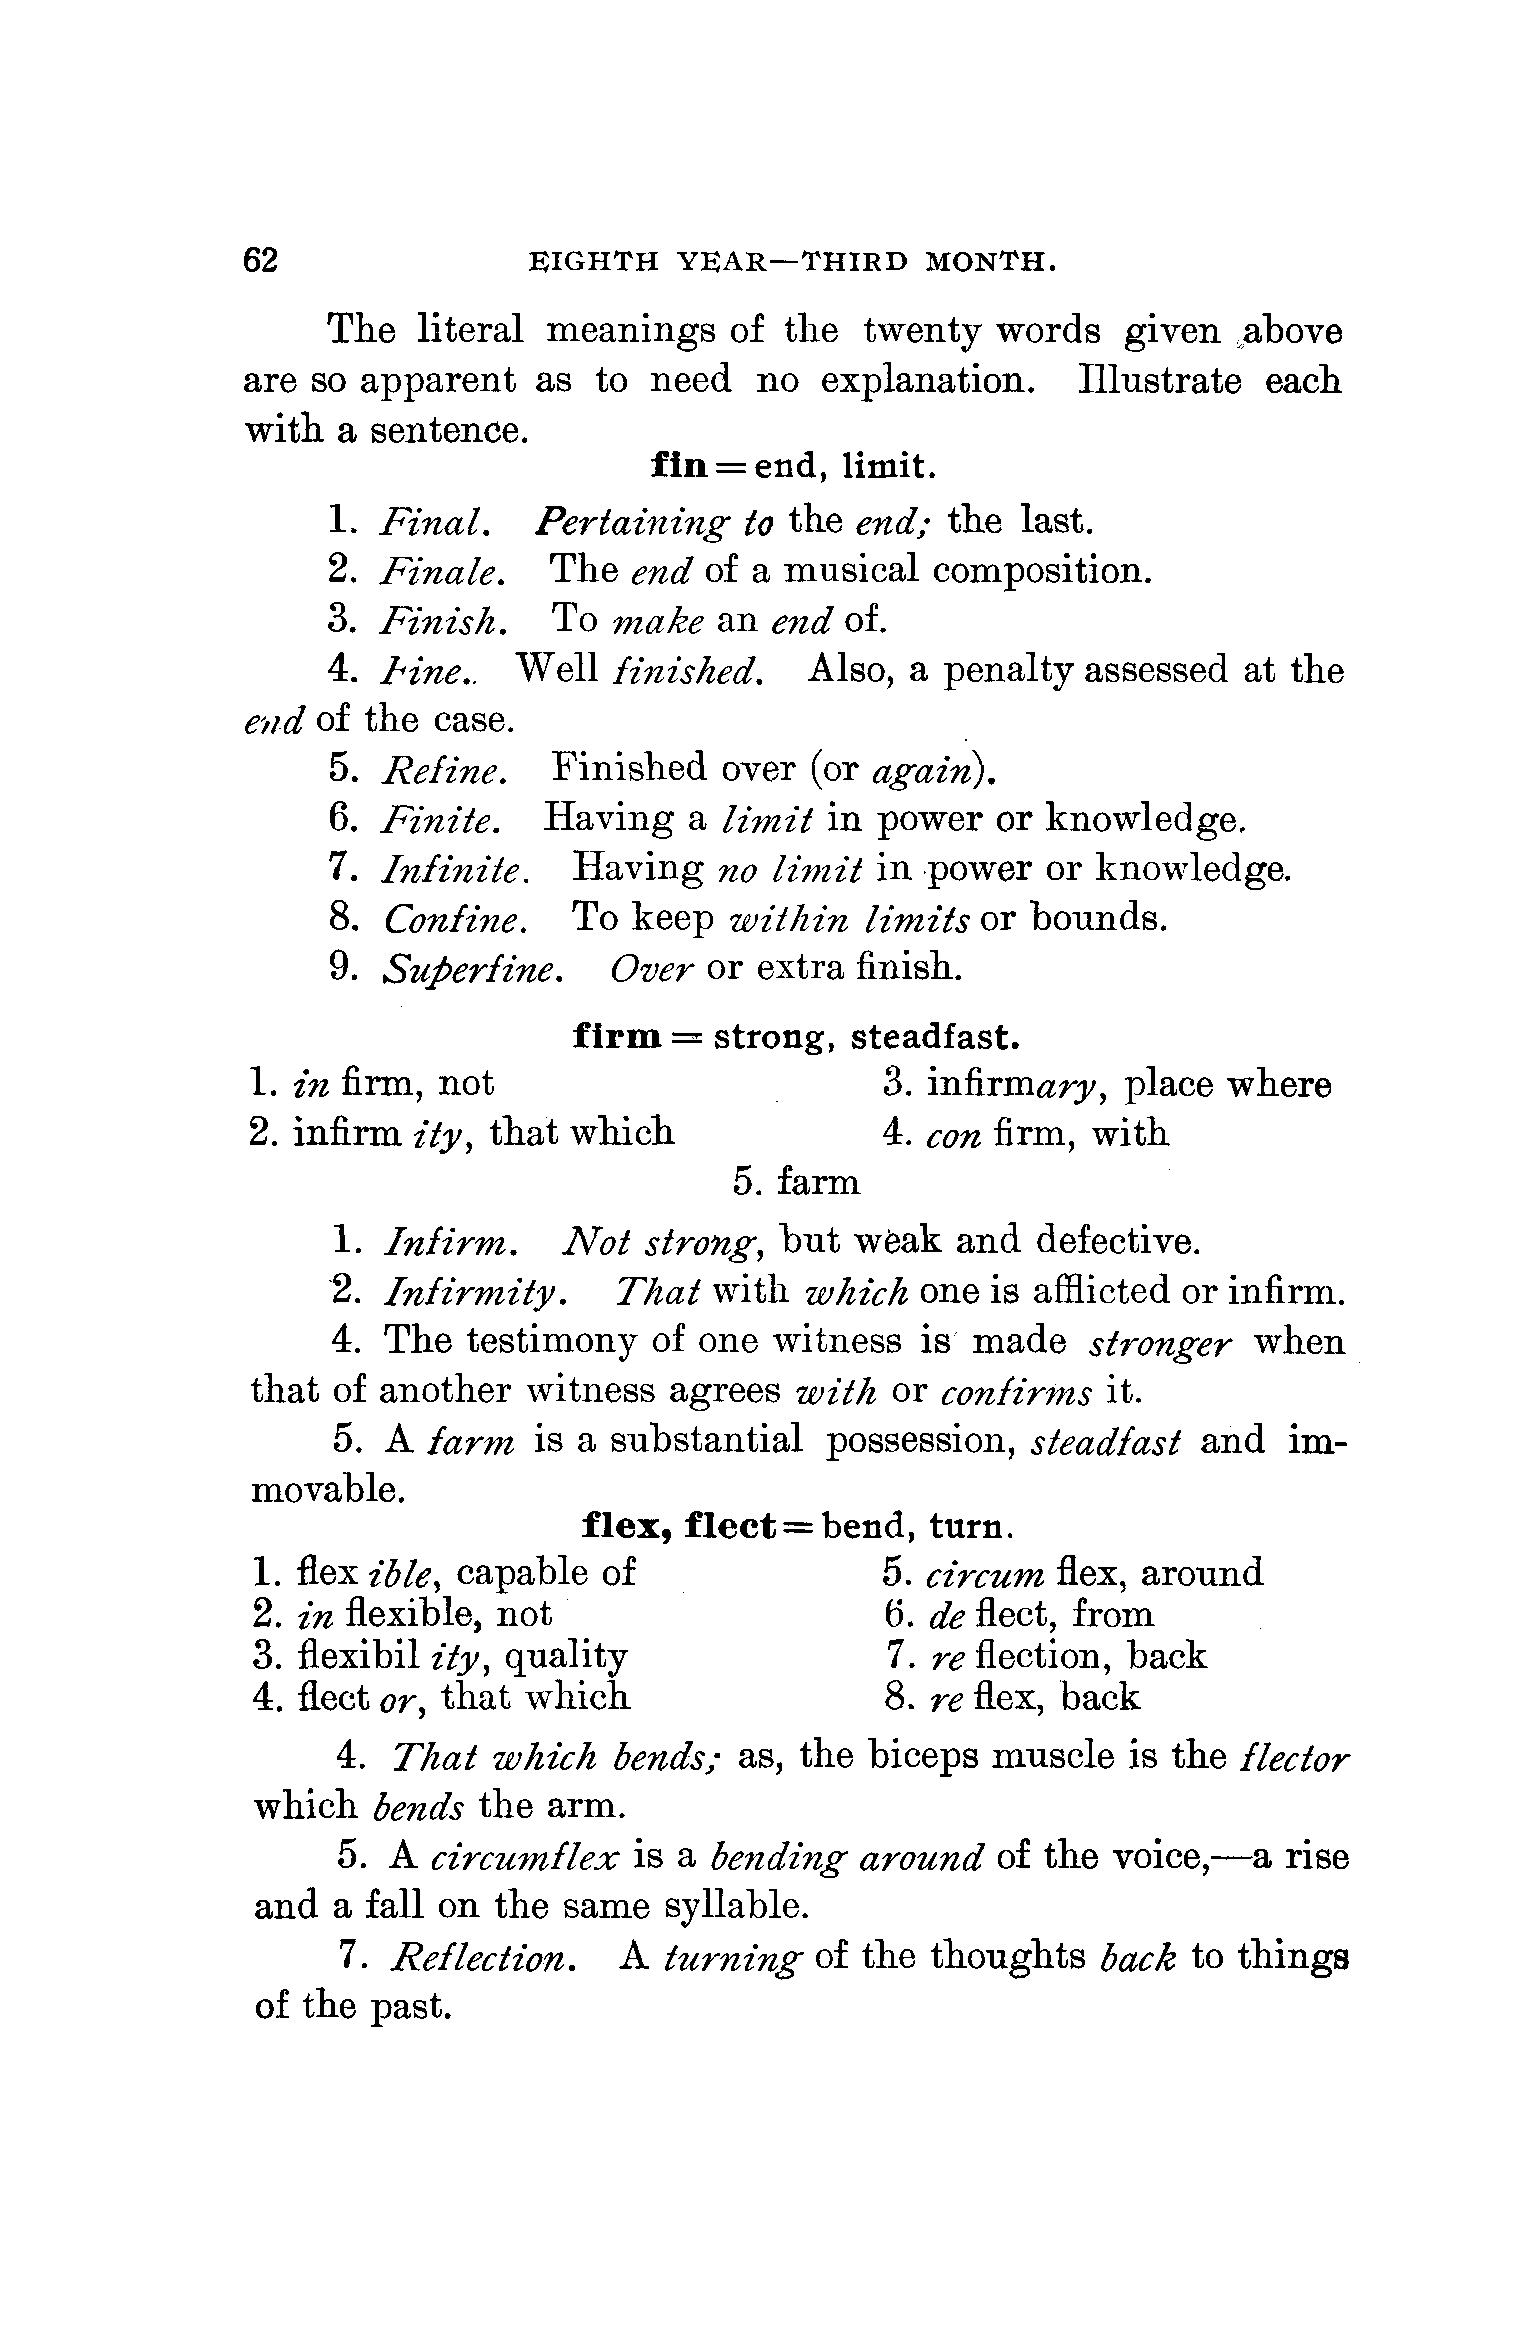 62 EIGHTH YEAR—THIRD MONTH.
The literal meanings of the twenty words given above
are so apparent as to need no explanation. Illustrate each
with a sentence.
fin = end, limit.
1. Final. Pertaining to the end; the last.
2. Finale. The end of a musical composition.
3. Finish. To make an end of.
4. Fine.. Well finished. Also, a penalty assessed at the
end of the case.
5. Refine. Finished over (or again).
6. Finite. Having a limit in power or knowledge.
7. Infinite. Having no limit in power or knowledge.
8. Confine. To keep within limits or bounds.
9. Superfine. Over or extra finish.
firm = strong, steadfast.
1. in firm, not 3. infirmary, place where
2. infirm ity, that which 4. con firm, with
5. farm
1. Infirm. Not strong, but weak and defective.
2. Infirmity. That with which one is afflicted or infirm.
4. The testimony of one witness is made stronger when
that of another witness agrees with or confirms it.
5. A farm is a substantial possession, steadfast and im-
movable.
flex, flect = bend, turn.
1. flex ible, capable of 5. circum flex, around
2. in flexible, not 6. de flect, from
3. flexibil ity, quality 7. re flection, back
4. flect or, that which 8. re flex, back
4. That which bends; as, the biceps muscle is the flector
which bends the arm.
5. A circumflex is a bending around of the voice,—a rise
and a fall on the same syllable.
7. Reflection. A turning of the thoughts back to things
of the past.